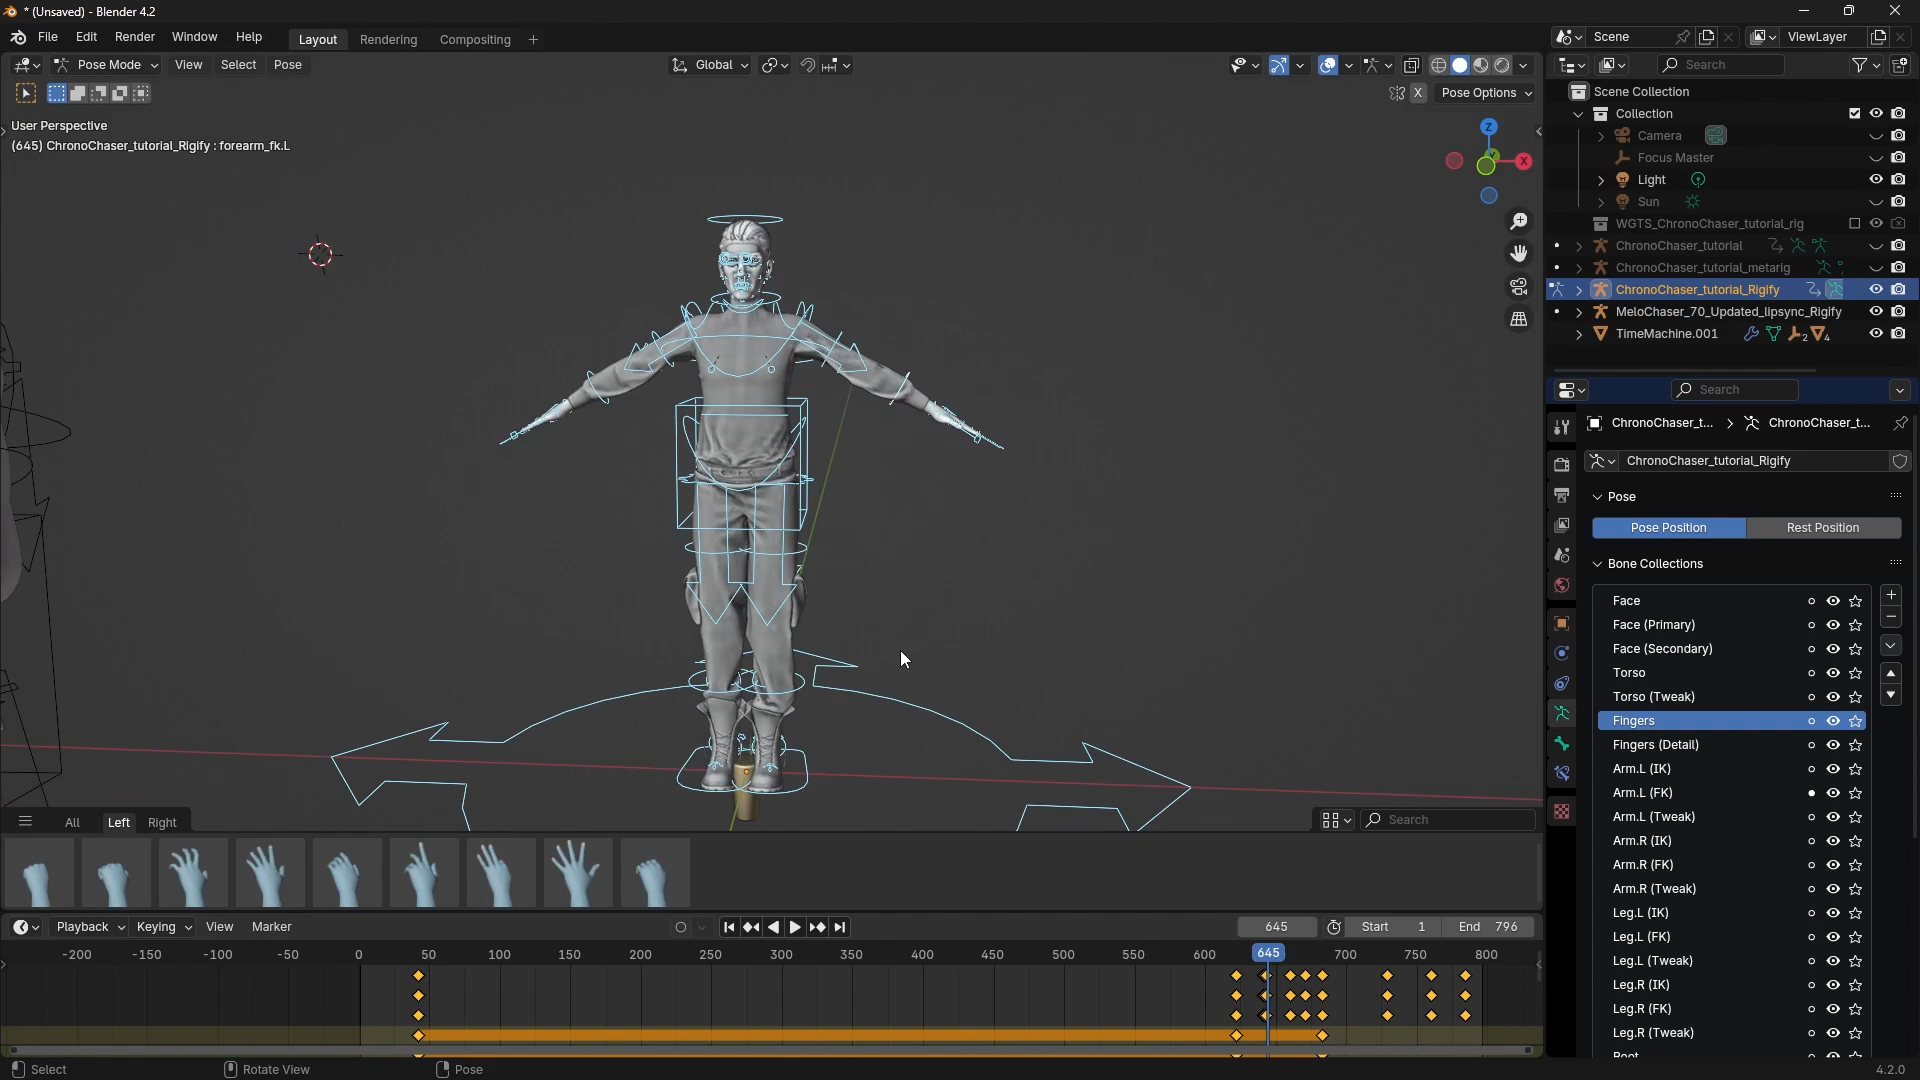 * (Unsaved) - Blender 4.2
File Edit Render Window Help Layout Rendering Compositing + Scene ViewLayer
Pose Mode View Select Pose Global Search
X Pose Options
User Perspective
(645) ChronoChaser_tutorial_Rigify : forearm_fk.L
Z
X
Scene Collection
Collection
Camera
Focus Master
Light
Sun
WGTS_ChronoChaser_tutorial_rig
ChronoChaser_tutorial
ChronoChaser_tutorial_metarig
ChronoChaser_tutorial_Rigify
MeloChaser_70_Updated_lipsync_Rigify
TimeMachine.001 2 4
Search
ChronoChaser_t... ChronoChaser_t...
ChronoChaser_tutorial_Rigify
Pose
Pose Position Rest Position
Bone Collections
Face
Face (Primary)
Face (Secondary)
Torso
Torso (Tweak)
Fingers
Fingers (Detail)
Arm.L (IK)
Arm.L (FK)
Arm.L (Tweak)
Arm.R (IK)
Arm.R (FK)
Arm.R (Tweak)
Leg.L (IK)
Leg.L (FK)
Leg.L (Tweak)
Leg.R (IK)
Leg.R (FK)
Leg.R (Tweak)
Root
All Left Right Search
Playback Keying View Marker 645 Start 1 End 796
-200 -150 -100 -50 0 50 100 150 200 250 300 350 400 450 500 550 600 645 700 750 800
Select Rotate View Pose 4.2.0